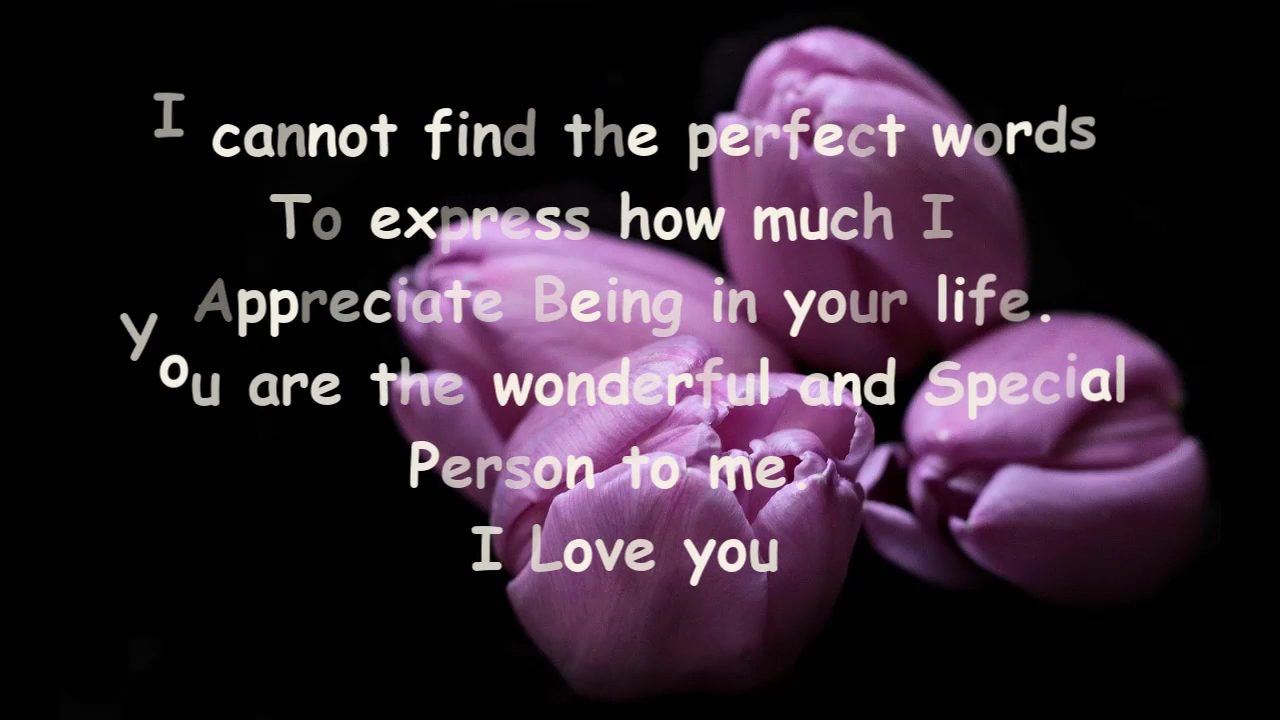 I cannot find the perfect words
To express how much I
Appreciate Being in your life.
You are the wonderful and Special
Person to me.
I Love you